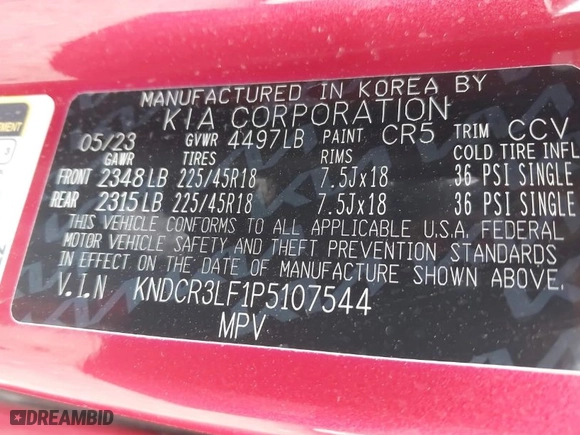 MANUFACTURED IN KOREA BY
KIA CORPORATION
05/23 GVWR 4497LB PAINT CR5 TRIM CCV
GAWR TIRES RIMS COLD TIRE INFL
FRONT 2348LB 225/45R18 7.5Jx18 36 PSI SINGLE
REAR 2315LB 225/45R18 7.5Jx18 36 PSI SINGLE
THIS VEHICLE CONFORMS TO ALL APPLICABLE U.S.A. FEDERAL
MOTOR VEHICLE SAFETY AND THEFT PREVENTION STANDARDS
IN EFFECT ON THE DATE OF MANUFACTURE SHOWN ABOVE.
V.I.N KNDCR3LF1P5107544
MPV
3
DREAMBID